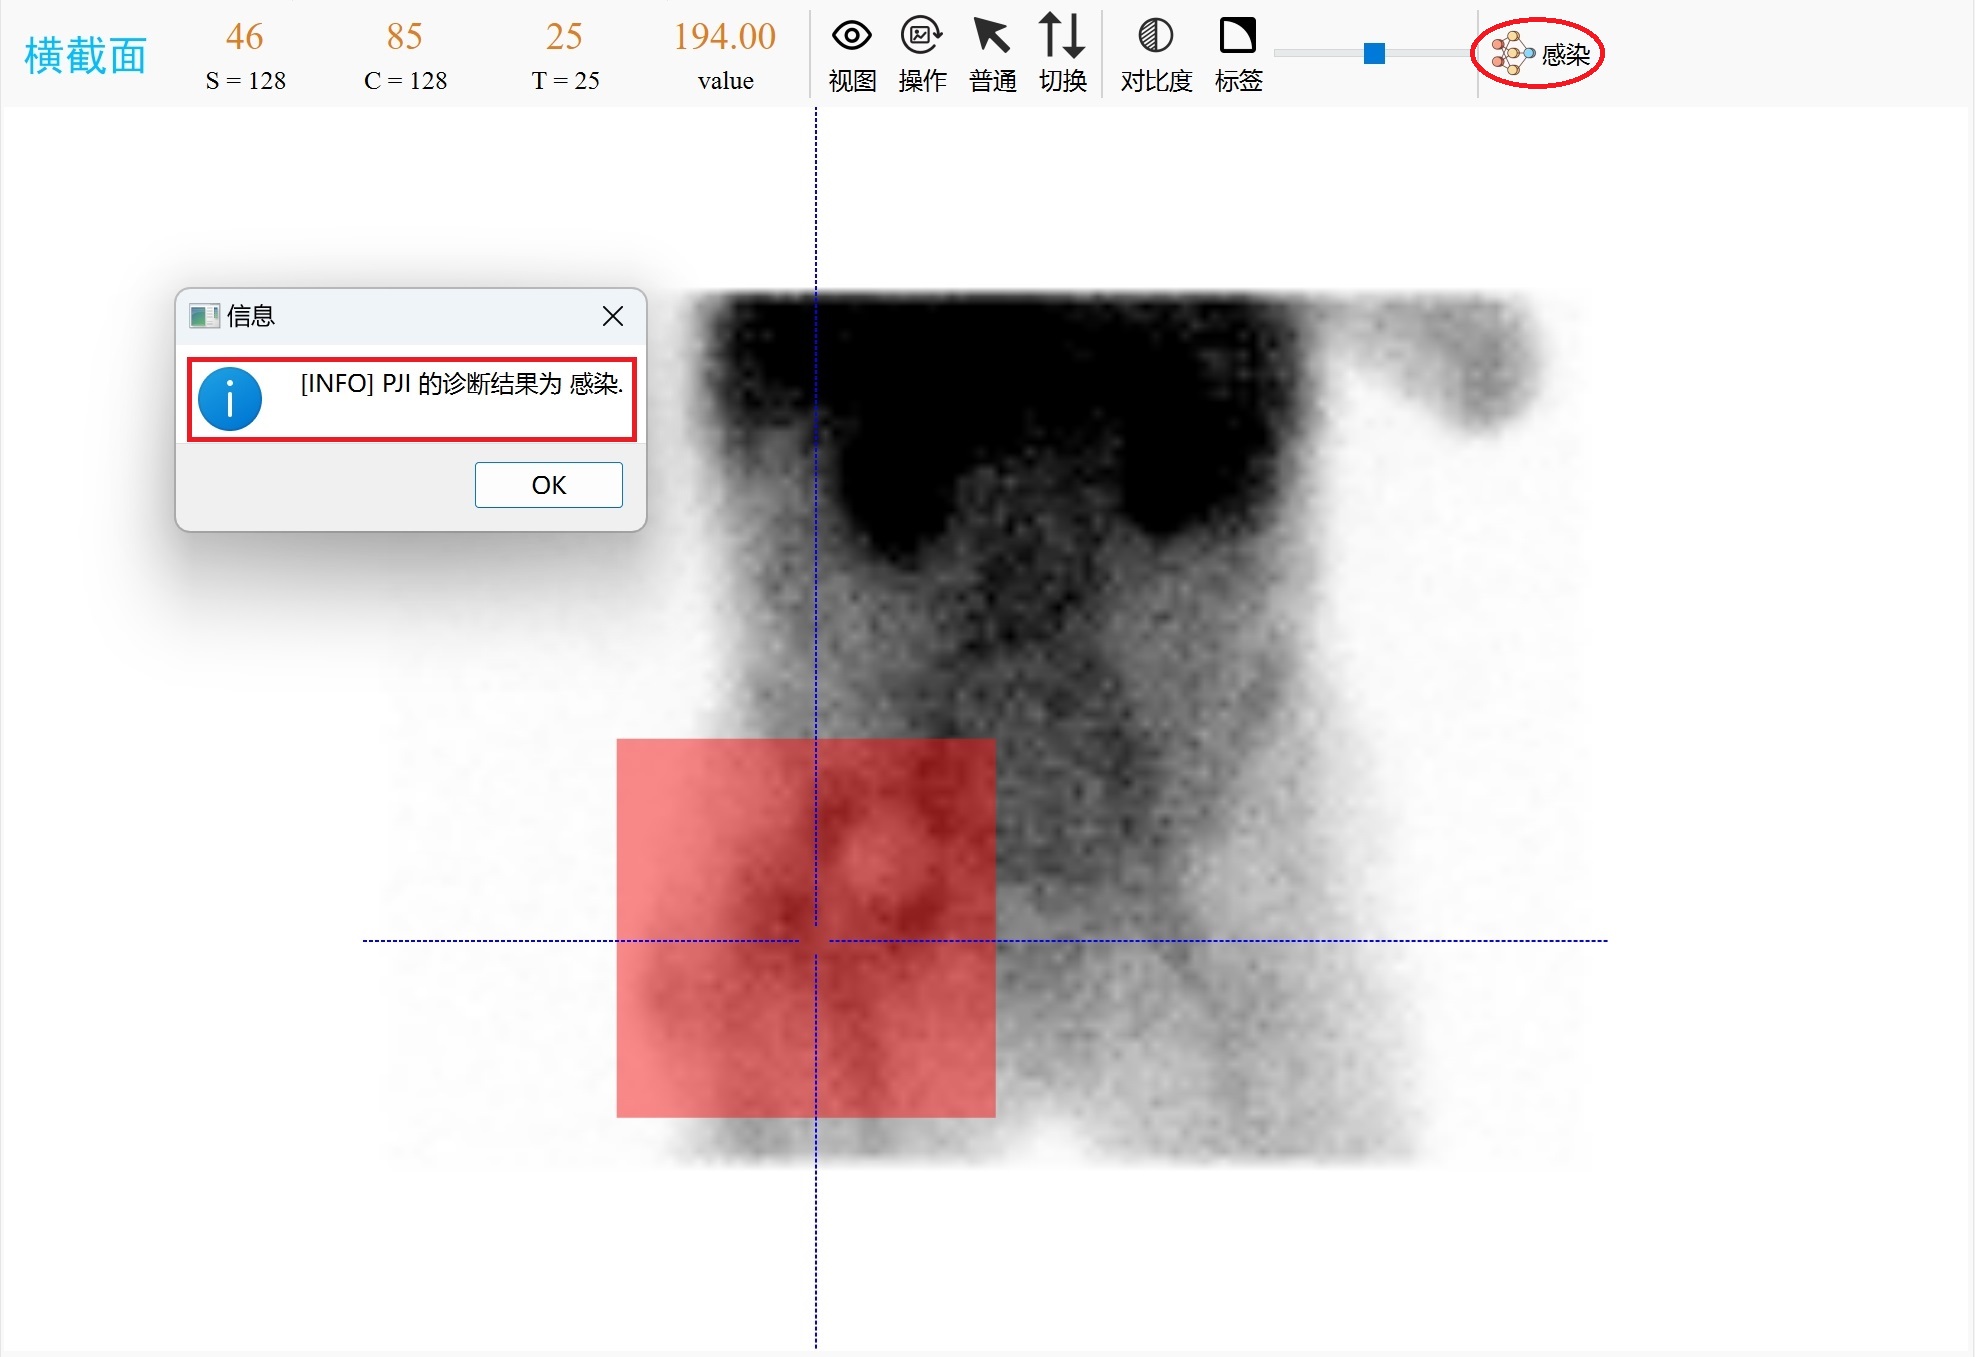 横截面
46 85 25 194.00
S = 128 C = 128 T = 25 value
视图 操作 普通 切换 对比度 标签 感染
信息
[INFO] PJI 的诊断结果为 感染.
OK